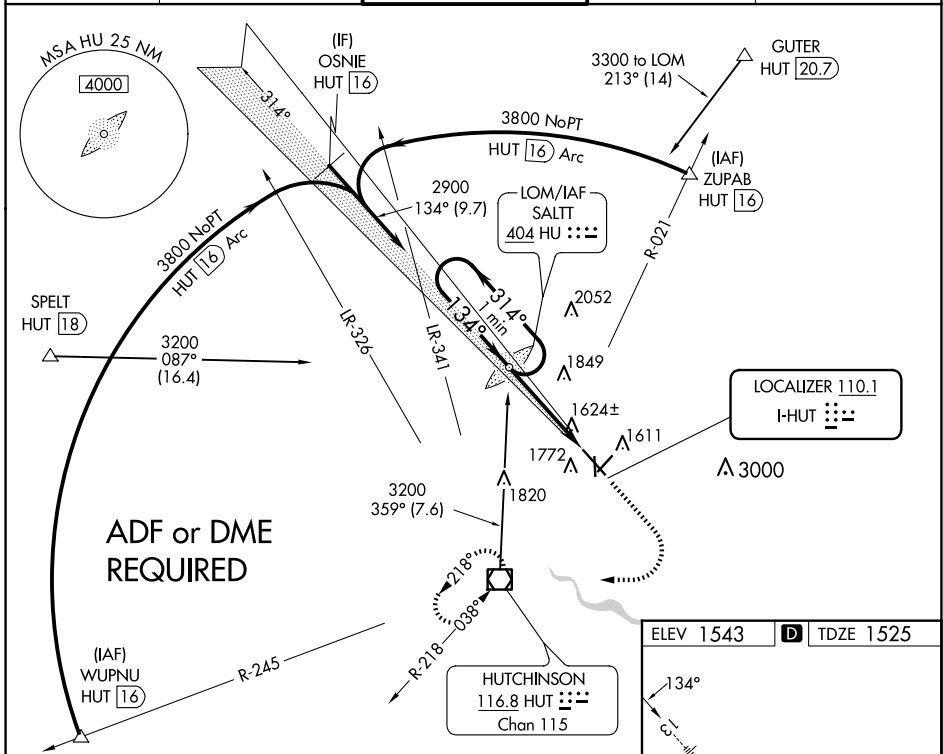 MSA HU 25 NM
4000
(IF)
OSNIE
HUT 16
314°
3300 to LOM
213° (14)
GUTER
HUT 20.7
3800 NoPT
HUT 16 Arc
(IAF)
ZUPAB
HUT 16
2900
134° (9.7)
LOM/IAF
SALTT
404 HU
R-021
3800 NoPT
HUT 16 Arc
SPELT
HUT 18
3200
087°
(16.4)
LR-326
LR-341
134°
314°
1 min
2052
1849
1624±
1611
1772
3000
LOCALIZER 110.1
I-HUT
1820
3200
359° (7.6)
ADF or DME
REQUIRED
218°
038°
R-218
(IAF)
WUPNU
HUT 16
R-245
HUTCHINSON
116.8 HUT
Chan 115
ELEV 1543
D
TDZE 1525
134°
13